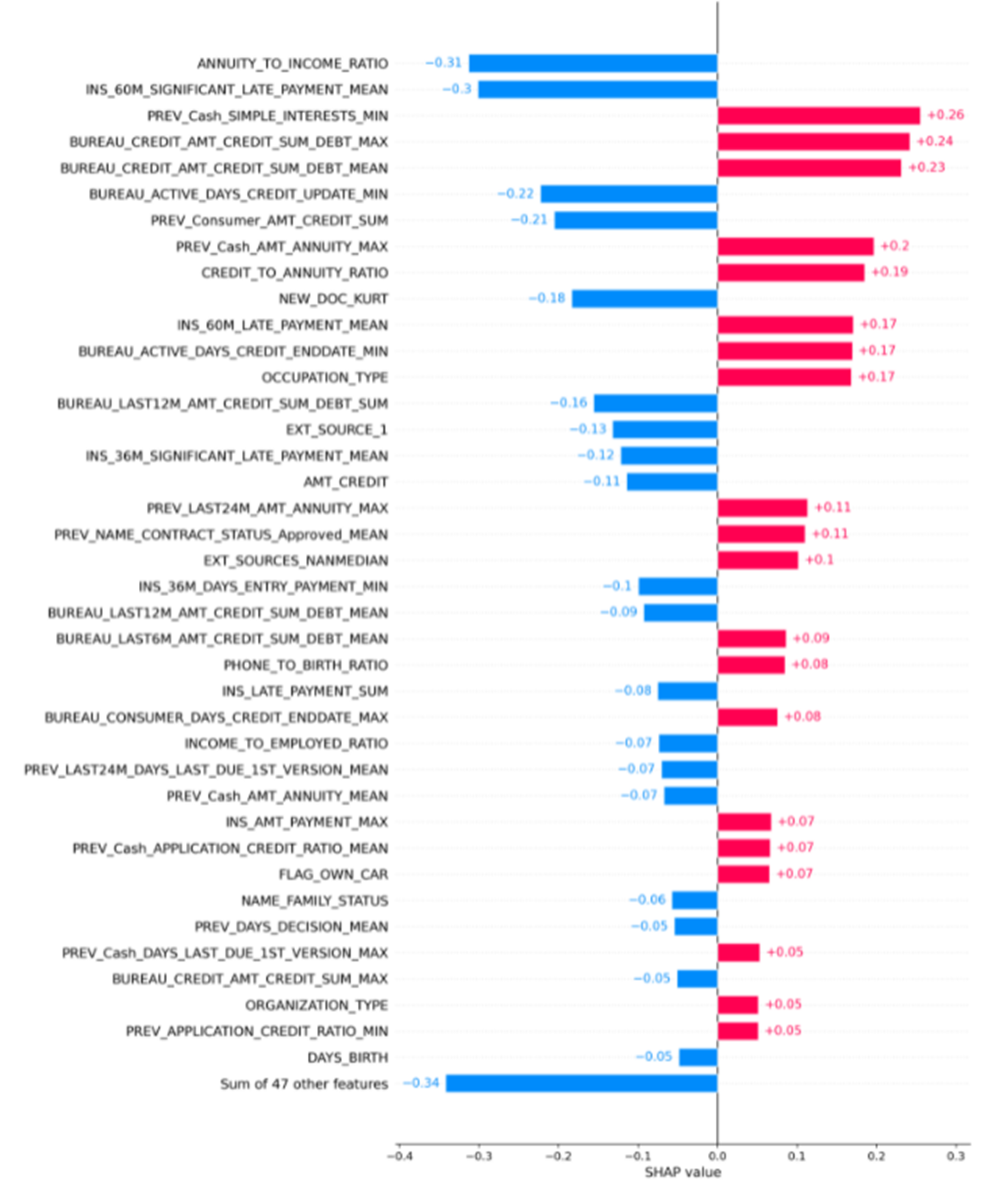 ANNUITY_TO_INCOME_RATIO −0.31
INS_60M_SIGNIFICANT_LATE_PAYMENT_MEAN −0.3
PREV_Cash_SIMPLE_INTERESTS_MIN +0.26
BUREAU_CREDIT_AMT_CREDIT_SUM_DEBT_MAX +0.24
BUREAU_CREDIT_AMT_CREDIT_SUM_DEBT_MEAN +0.23
BUREAU_ACTIVE_DAYS_CREDIT_UPDATE_MIN −0.22
PREV_Consumer_AMT_CREDIT_SUM −0.21
PREV_Cash_AMT_ANNUITY_MAX +0.2
CREDIT_TO_ANNUITY_RATIO +0.19
NEW_DOC_KURT −0.18
INS_60M_LATE_PAYMENT_MEAN +0.17
BUREAU_ACTIVE_DAYS_CREDIT_ENDDATE_MIN +0.17
OCCUPATION_TYPE +0.17
BUREAU_LAST12M_AMT_CREDIT_SUM_DEBT_SUM −0.16
EXT_SOURCE_1 −0.13
INS_36M_SIGNIFICANT_LATE_PAYMENT_MEAN −0.12
AMT_CREDIT −0.11
PREV_LAST24M_AMT_ANNUITY_MAX +0.11
PREV_NAME_CONTRACT_STATUS_Approved_MEAN +0.11
EXT_SOURCES_NANMEDIAN +0.1
INS_36M_DAYS_ENTRY_PAYMENT_MIN −0.1
BUREAU_LAST12M_AMT_CREDIT_SUM_DEBT_MEAN −0.09
BUREAU_LAST6M_AMT_CREDIT_SUM_DEBT_MEAN +0.09
PHONE_TO_BIRTH_RATIO +0.08
INS_LATE_PAYMENT_SUM −0.08
BUREAU_CONSUMER_DAYS_CREDIT_ENDDATE_MAX +0.08
INCOME_TO_EMPLOYED_RATIO −0.07
PREV_LAST24M_DAYS_LAST_DUE_1ST_VERSION_MEAN −0.07
PREV_Cash_AMT_ANNUITY_MEAN −0.07
INS_AMT_PAYMENT_MAX +0.07
PREV_Cash_APPLICATION_CREDIT_RATIO_MEAN +0.07
FLAG_OWN_CAR +0.07
NAME_FAMILY_STATUS −0.06
PREV_DAYS_DECISION_MEAN −0.05
PREV_Cash_DAYS_LAST_DUE_1ST_VERSION_MAX +0.05
BUREAU_CREDIT_AMT_CREDIT_SUM_MAX −0.05
ORGANIZATION_TYPE +0.05
PREV_APPLICATION_CREDIT_RATIO_MIN +0.05
DAYS_BIRTH −0.05
Sum of 47 other features −0.34
−0.4 −0.3 −0.2 −0.1 0.0 0.1 0.2 0.3
SHAP value